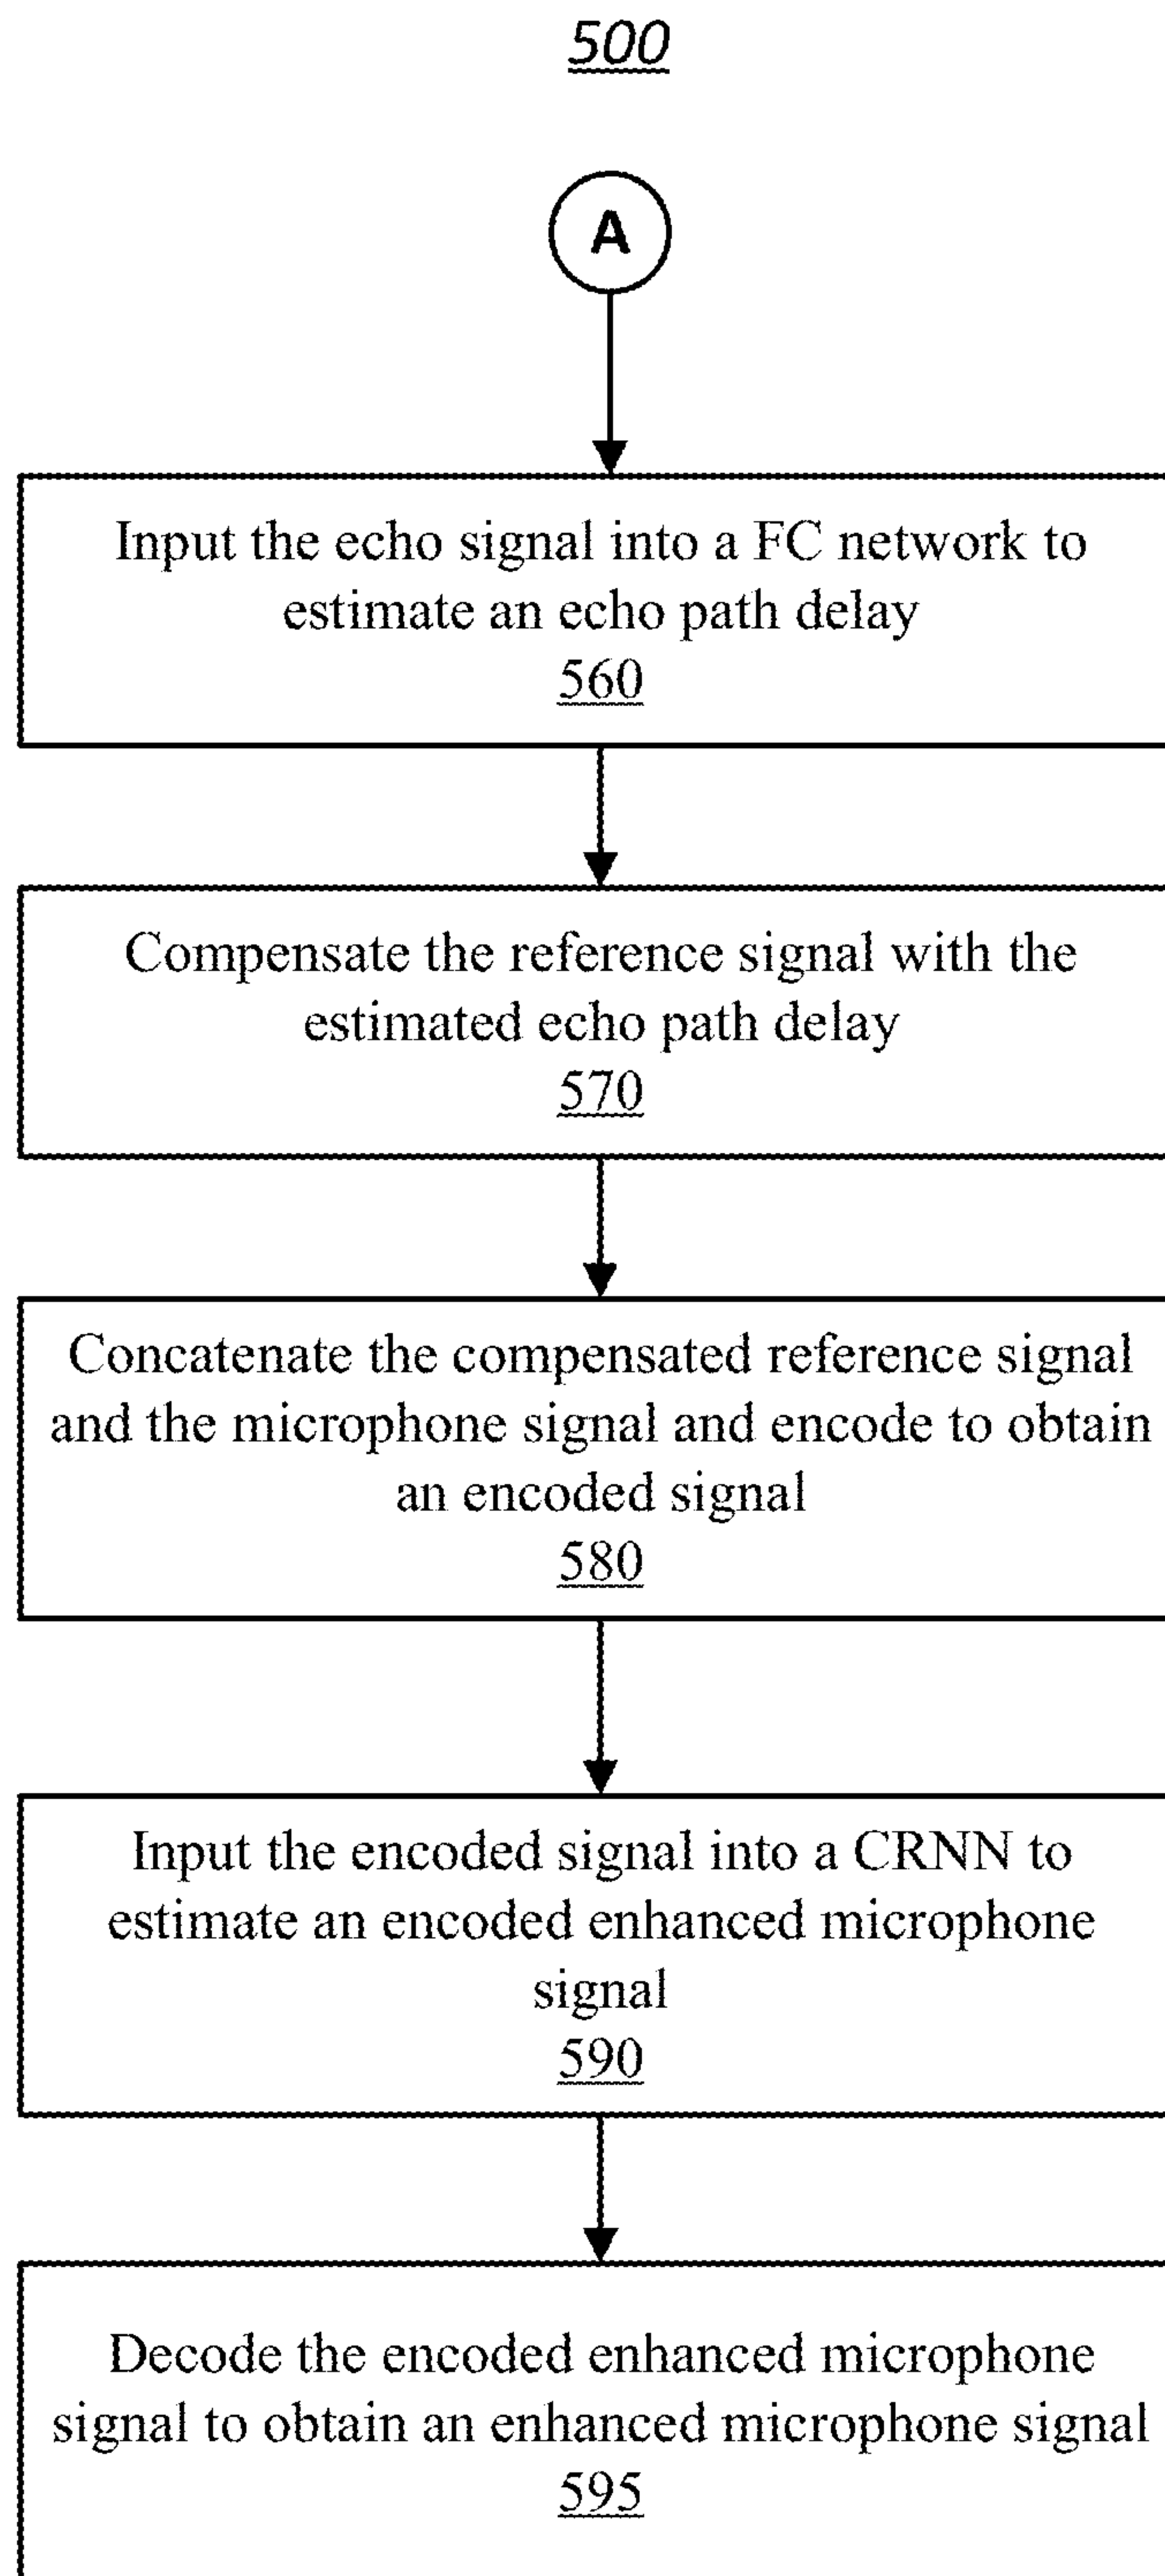 500
A
Input the echo signal into a FC network to
estimate an echo path delay
560
Compensate the reference signal with the
estimated echo path delay
570
Concatenate the compensated reference signal
and the microphone signal and encode to obtain
an encoded signal
580
Input the encoded signal into a CRNN to
estimate an encoded enhanced microphone
signal
590
Decode the encoded enhanced microphone
signal to obtain an enhanced microphone signal
595